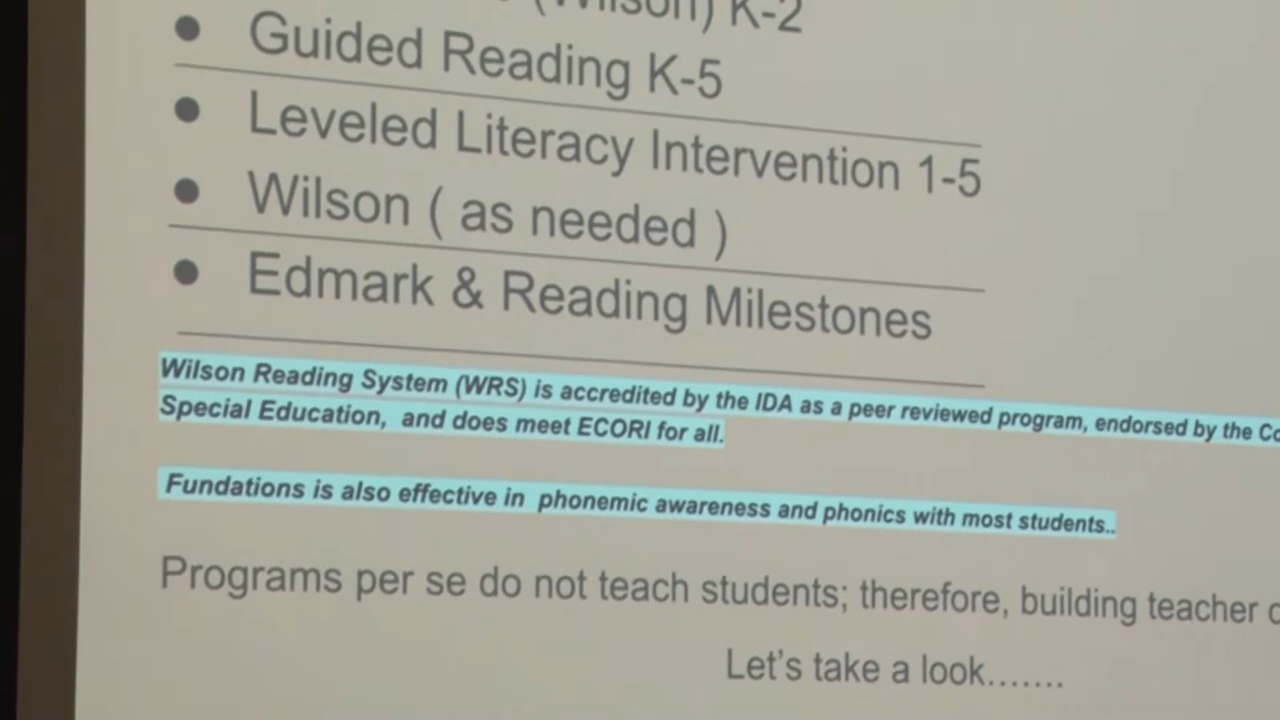 (Wilson) K-2
● Guided Reading K-5
● Leveled Literacy Intervention 1-5
● Wilson ( as needed )
● Edmark & Reading Milestones
Wilson Reading System (WRS) is accredited by the IDA as a peer reviewed program, endorsed by the
Special Education,  and does meet ECORI for all.
Fundations is also effective in  phonemic awareness and phonics with most students..
Programs per se do not teach students; therefore, building teacher
Let's take a look.......